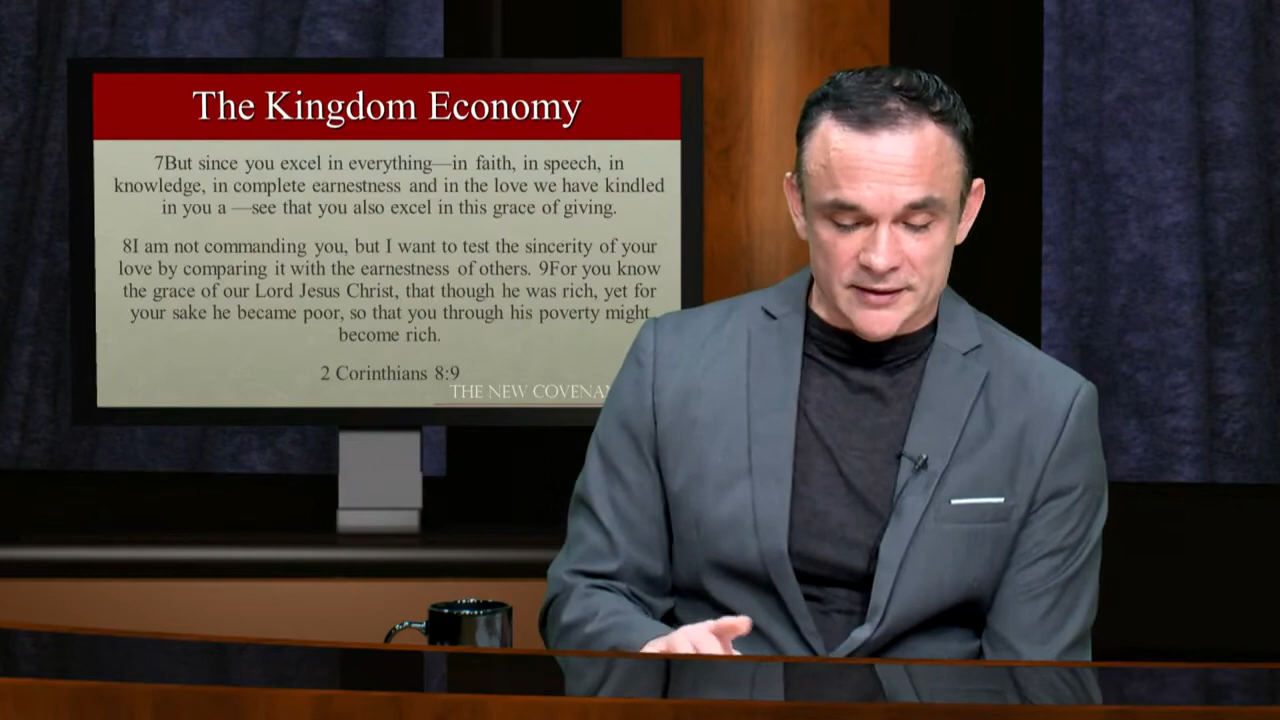 The Kingdom Economy
7But since you excel in everything—in faith, in speech, in
knowledge, in complete earnestness and in the love we have kindled
in you a —see that you also excel in this grace of giving.
8I am not commanding you, but I want to test the sincerity of your
love by comparing it with the earnestness of others. 9For you know
the grace of our Lord Jesus Christ, that though he was rich, yet for
your sake he became poor, so that you through his poverty might
become rich.
2 Corinthians 8:9
THE NEW